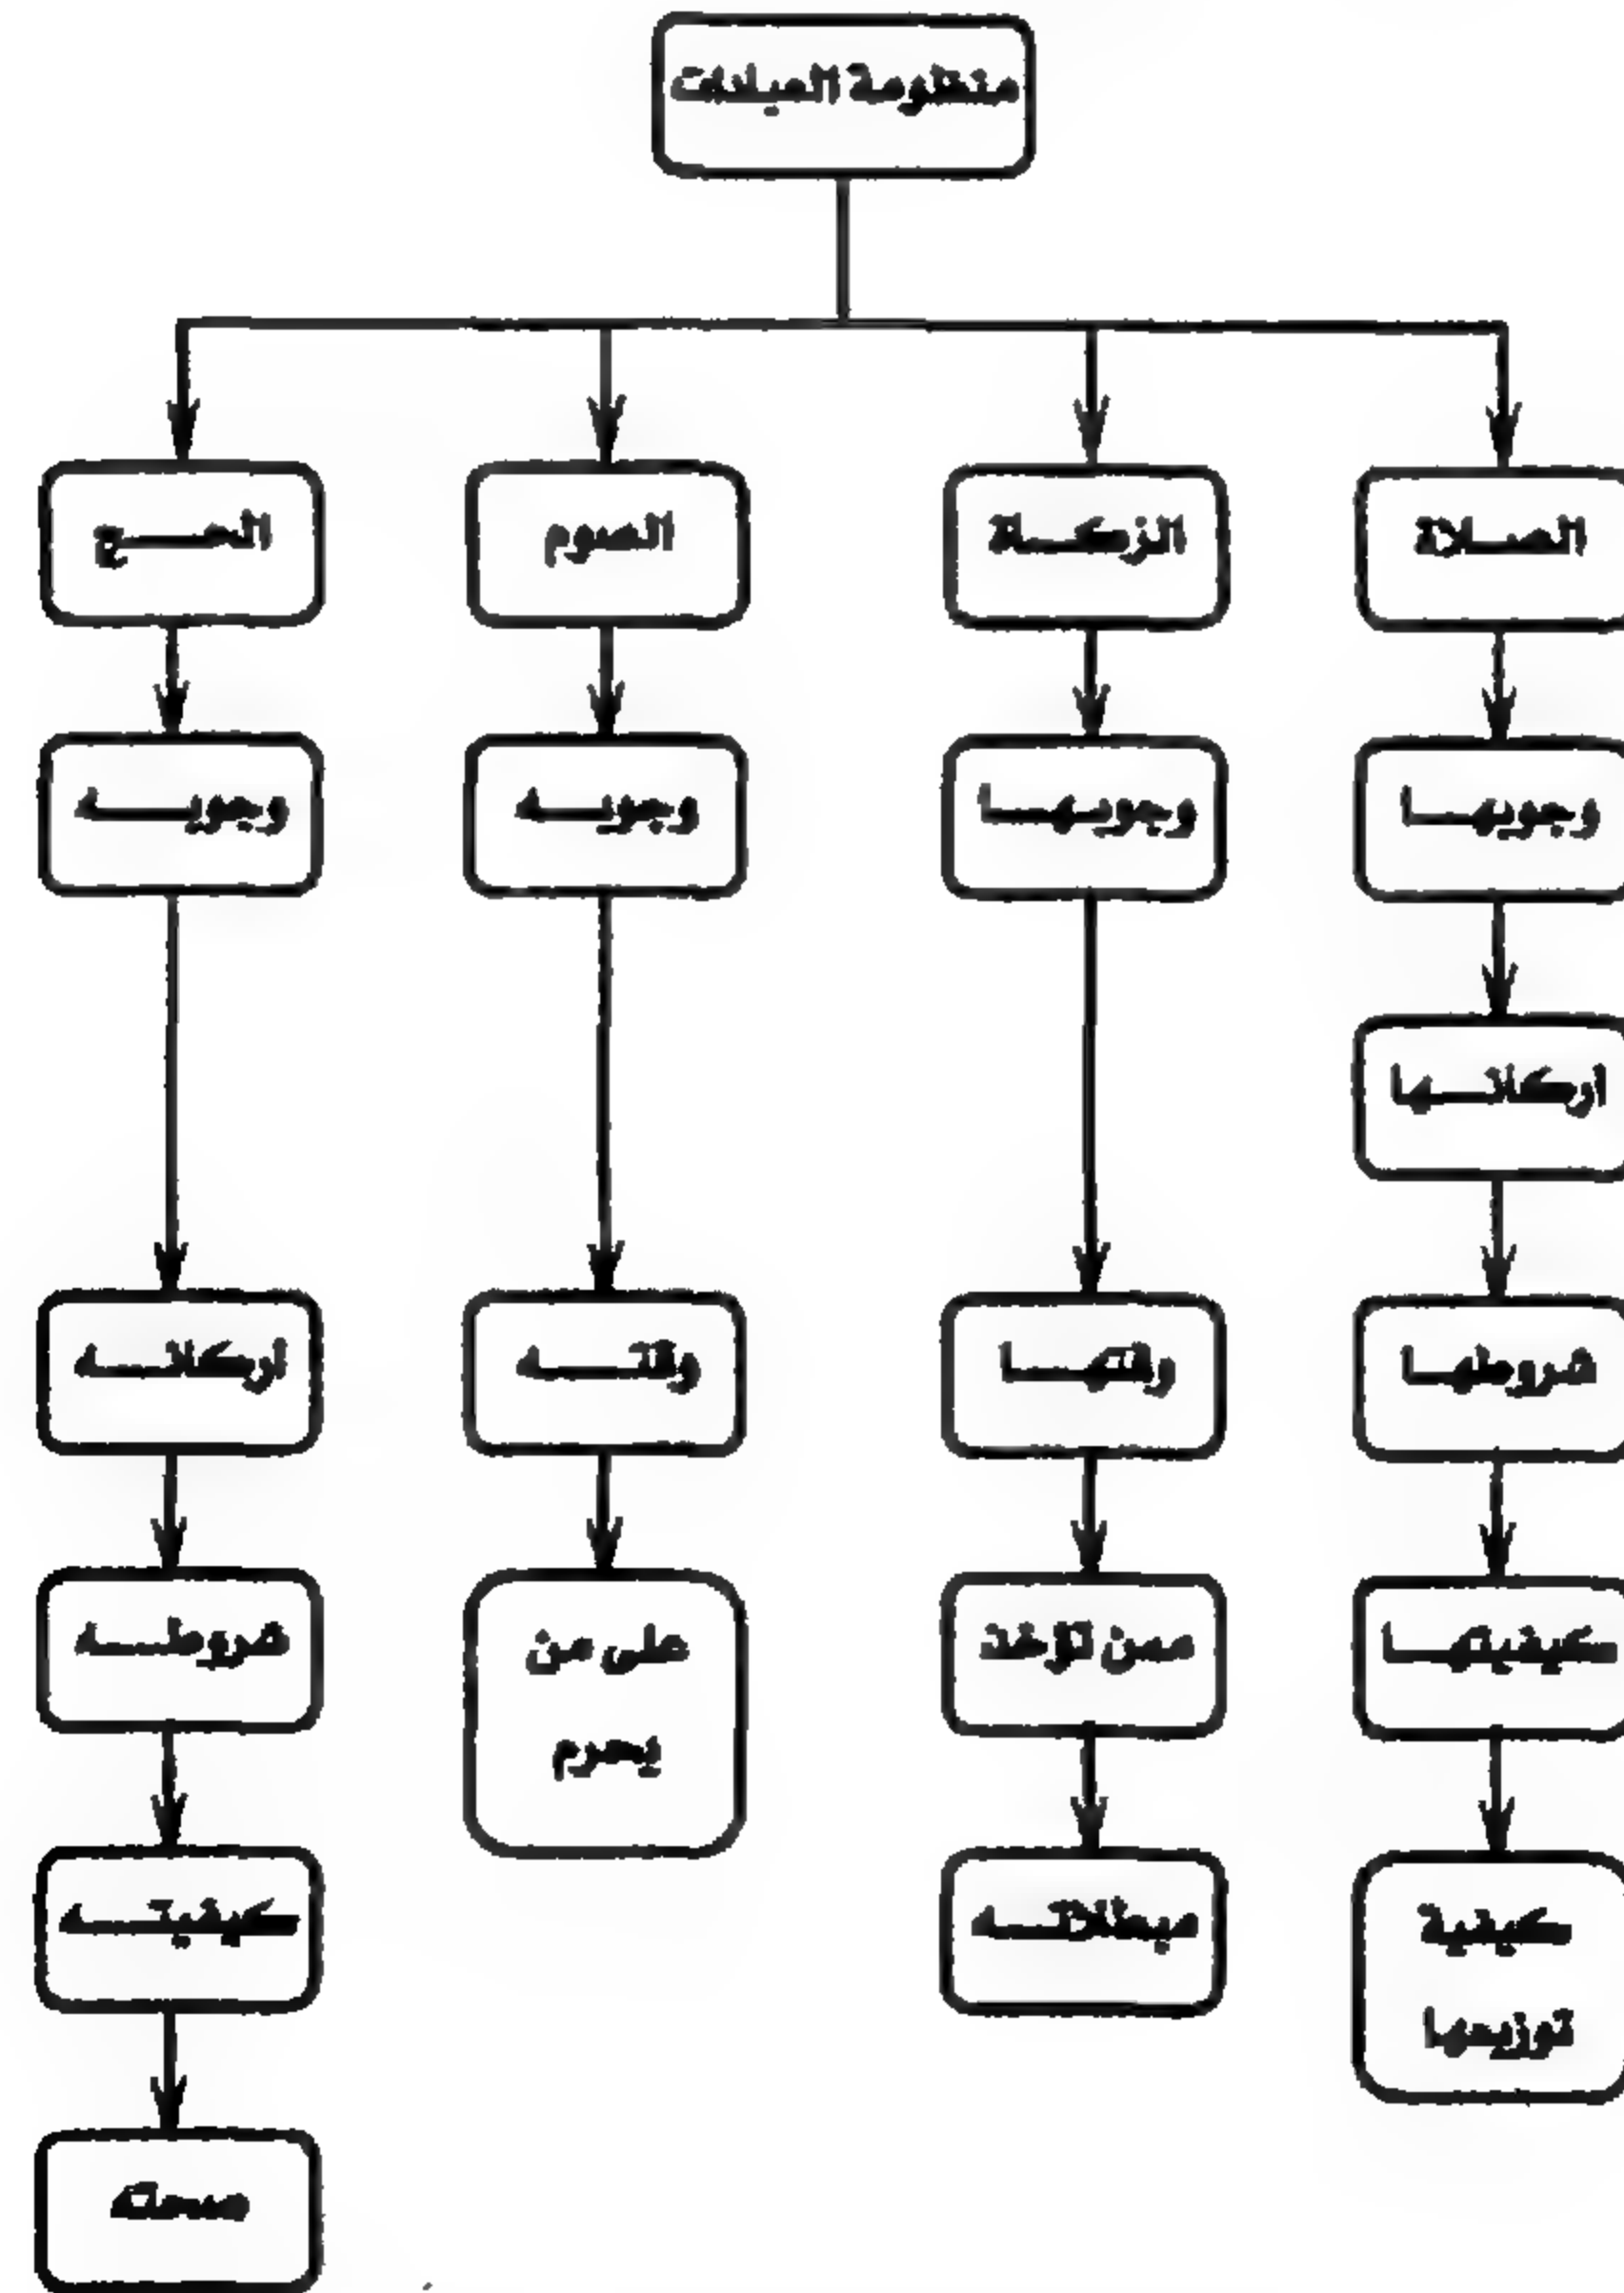 منظومة العبادات
الصلاة
الزكاة
الصوم
الحج
وجوبها
وجوبها
وجوبه
وجوبه
اركانها
شروطها
وقتها
وقته
اركانه
كيفيتها
ممن تؤخذ
على من
يحرم
شروطه
كيفية
توزيعها
مبطلاته
كيفيته